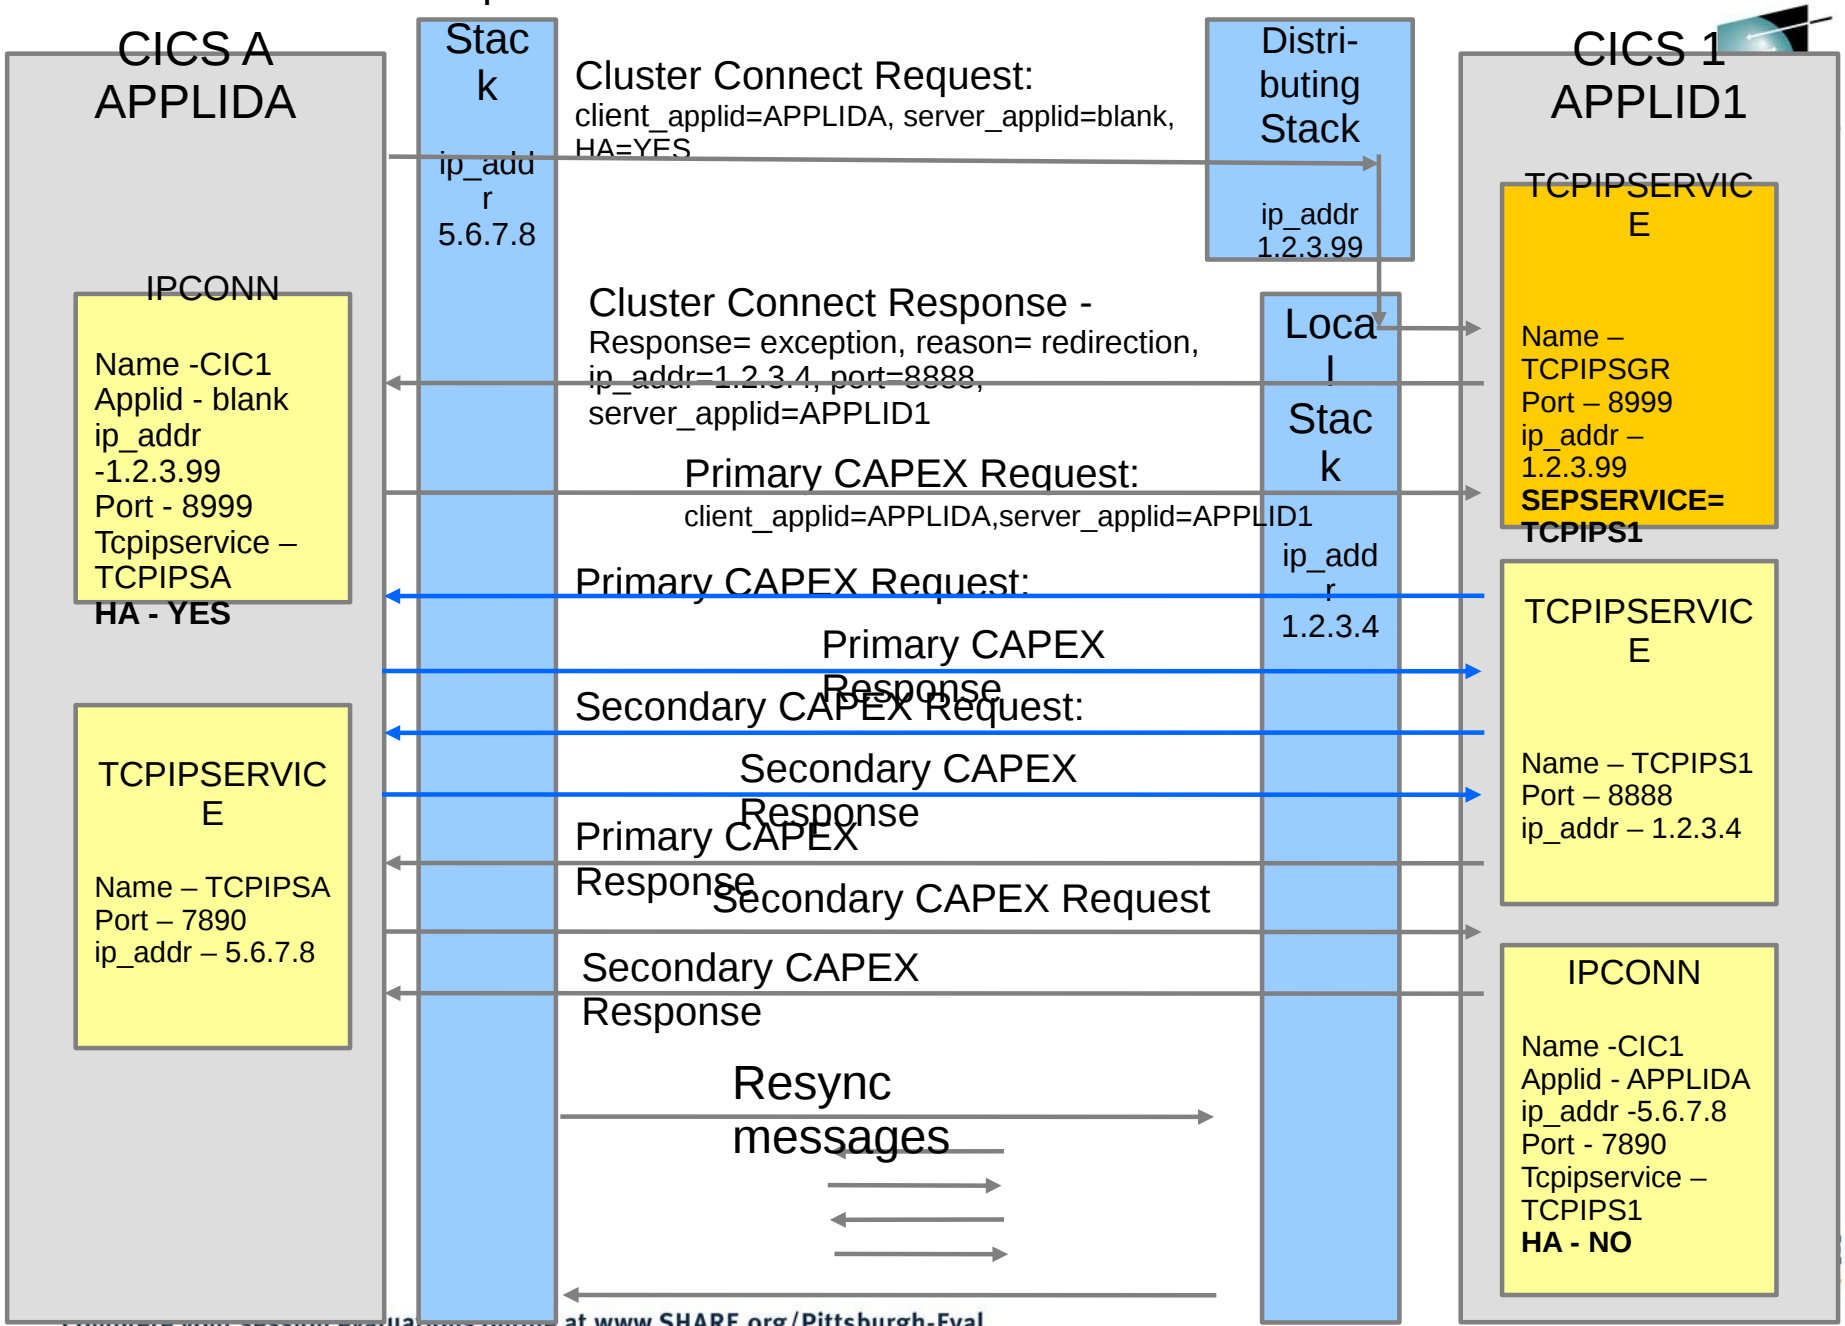 CICS A
APPLIDA
Stac
k
ip_add
r
5.6.7.8
Distri-
buting
Stack
ip_addr
1.2.3.99
CICS 1
APPLID1
Cluster Connect Request:
client_applid=APPLIDA, server_applid=blank,
HA=YES
TCPIPSERVIC
E
Name –
TCPIPSGR
Port – 8999
ip_addr –
1.2.3.99
SEPSERVICE=
TCPIPS1
IPCONN
Name -CIC1
Applid - blank
ip_addr
-1.2.3.99
Port - 8999
Tcpipservice –
TCPIPSA
HA - YES
Cluster Connect Response -
Response= exception, reason= redirection,
ip_addr=1.2.3.4, port=8888,
server_applid=APPLID1
Loca
l
Stac
k
ip_add
r
1.2.3.4
Primary CAPEX Request:
client_applid=APPLIDA,server_applid=APPLID1
Primary CAPEX Request:
Primary CAPEX
Response
Secondary CAPEX Request:
Secondary CAPEX
Response
Primary CAPEX
Response
Secondary CAPEX Request
Secondary CAPEX
Response
TCPIPSERVIC
E
Name – TCPIPS1
Port – 8888
ip_addr – 1.2.3.4
TCPIPSERVIC
E
Name – TCPIPSA
Port – 7890
ip_addr – 5.6.7.8
IPCONN
Name -CIC1
Applid - APPLIDA
ip_addr -5.6.7.8
Port - 7890
Tcpipservice –
TCPIPS1
HA - NO
Resync
messages
at www.SHARE.org/Pittsburgh-Eval